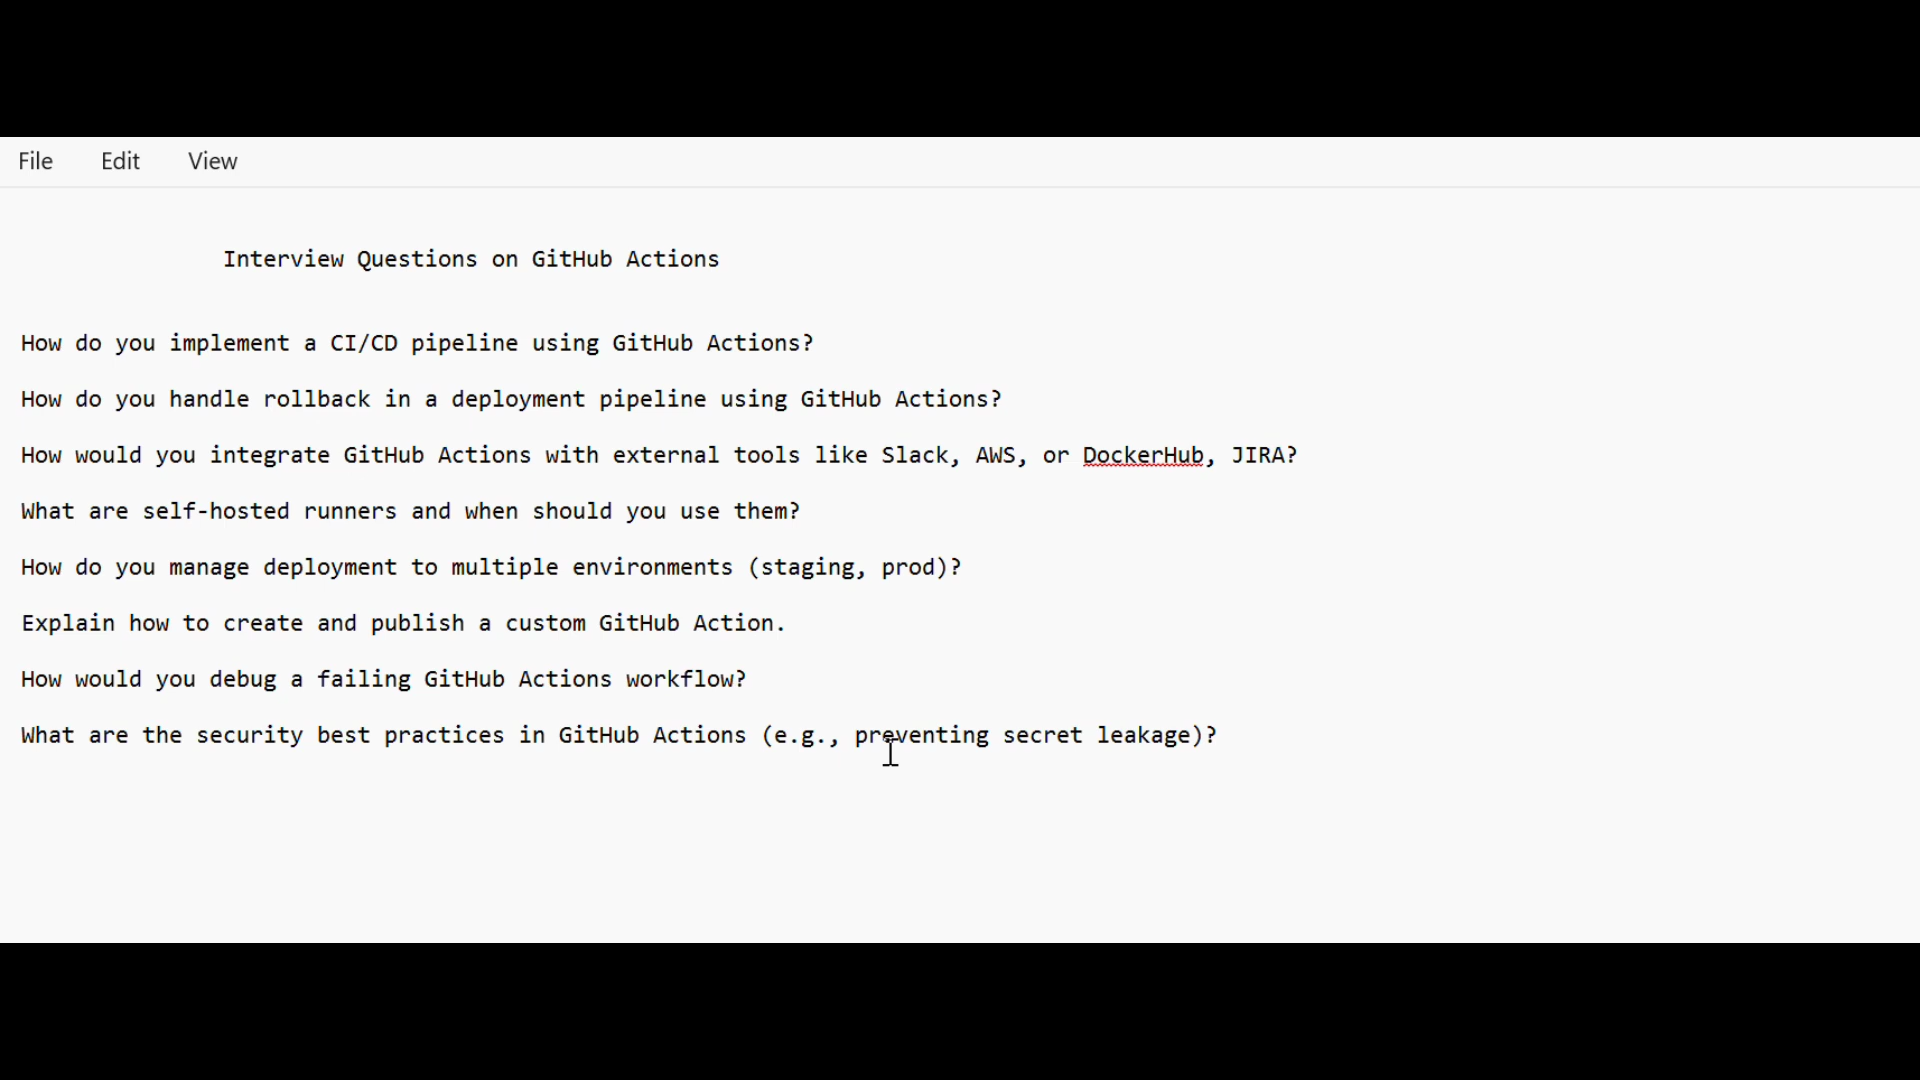 File Edit View
Interview Questions on GitHub Actions
How do you implement a CI/CD pipeline using GitHub Actions?
How do you handle rollback in a deployment pipeline using GitHub Actions?
How would you integrate GitHub Actions with external tools like Slack, AWS, or DockerHub, JIRA?
What are self-hosted runners and when should you use them?
How do you manage deployment to multiple environments (staging, prod)?
Explain how to create and publish a custom GitHub Action.
How would you debug a failing GitHub Actions workflow?
What are the security best practices in GitHub Actions (e.g., preventing secret leakage)?